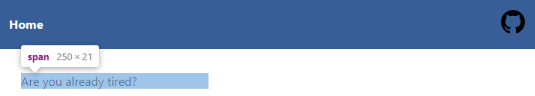 Home
span 250 × 21
Are you already tired?